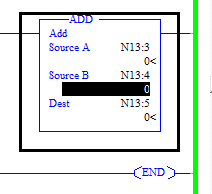 ADD
Add
Source A N13:3
0<
Source B N13:4
0
Dest N13:5
0<
END